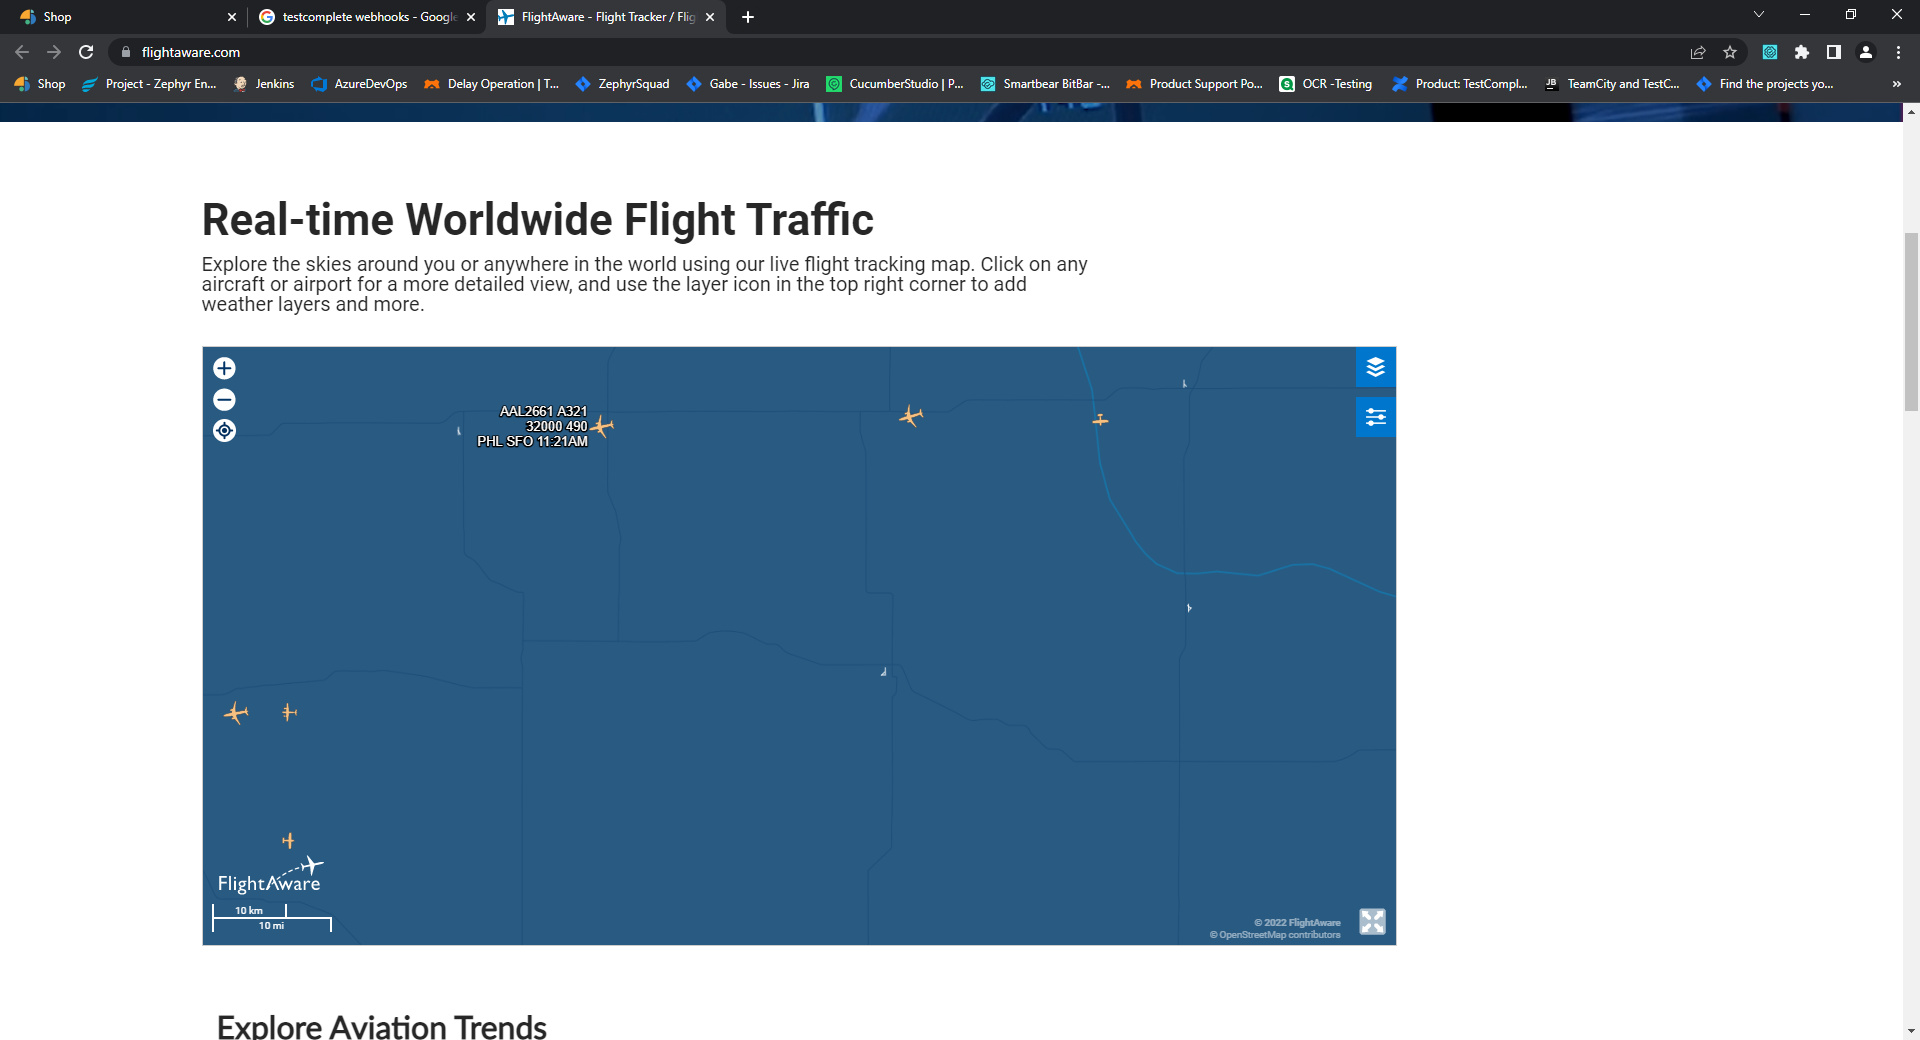 Shop
testcomplete webhooks - Google
FlightAware - Flight Tracker / Flig
flightaware.com
Shop
Project - Zephyr En...
Jenkins
AzureDevOps
Delay Operation | T...
ZephyrSquad
Gabe - Issues - Jira
CucumberStudio | P...
Smartbear BitBar -...
Product Support Po...
OCR -Testing
Product: TestCompl...
TeamCity and TestC...
Find the projects yo...
Real-time Worldwide Flight Traffic
Explore the skies around you or anywhere in the world using our live flight tracking map. Click on any
aircraft or airport for a more detailed view, and use the layer icon in the top right corner to add
weather layers and more.
AAL2661 A321
32000 490
PHL SFO 11:21AM
FlightAware
10 km
10 mi
© 2022 FlightAware
© OpenStreetMap contributors
Explore Aviation Trends